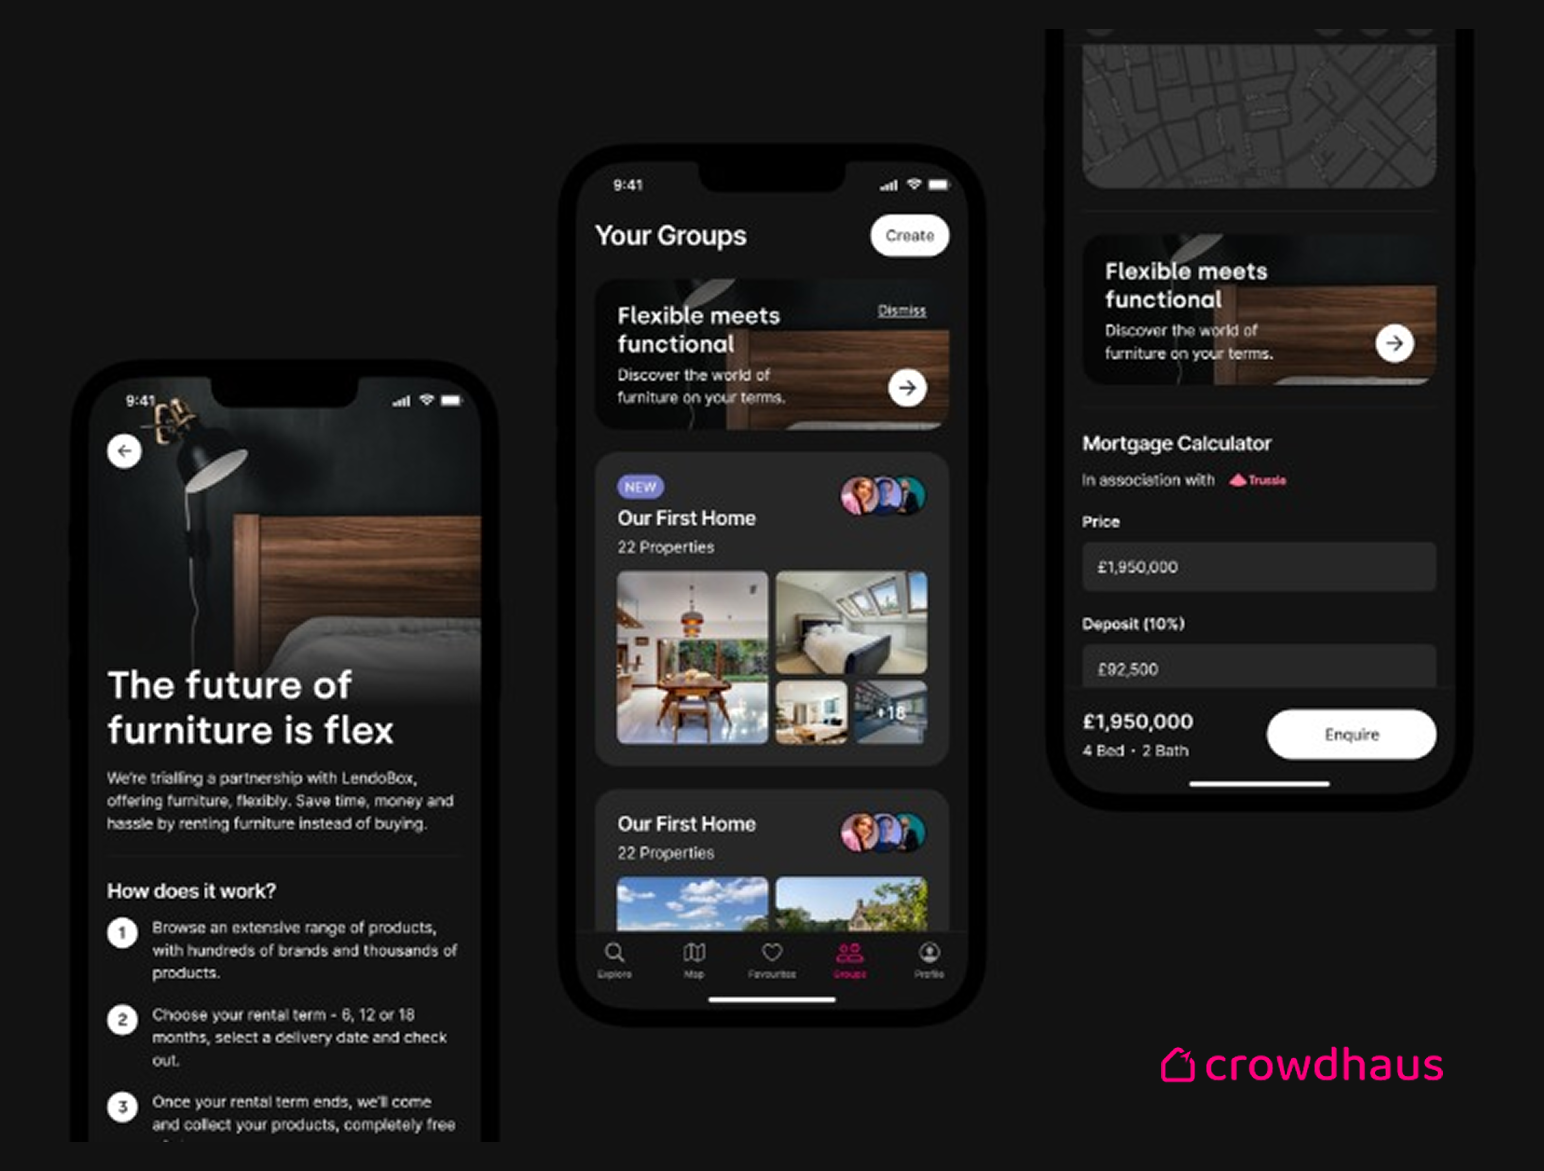 9:41
The future of
furniture is flex
We're trialling a partnership with LendoBox,
offering furniture, flexibly. Save time, money and
hassle by renting furniture instead of buying.
How does it work?
1
Browse an extensive range of products,
with hundreds of brands and thousands of
products.
2
Choose your rental term - 6, 12 or 18
months, select a delivery date and check
out.
3
Once your rental term ends, we'll come
and collect your products, completely free
9:41
Your Groups
Create
Flexible meets
functional
Dismiss
Discover the world of
furniture on your terms.
NEW
Our First Home
22 Properties
+18
Our First Home
22 Properties
Explore
Map
Favourites
Groups
Profile
Flexible meets
functional
Discover the world of
furniture on your terms.
Mortgage Calculator
In association with Trussle
Price
£1,950,000
Deposit (10%)
£92,500
£1,950,000
4 Bed • 2 Bath
Enquire
crowdhaus